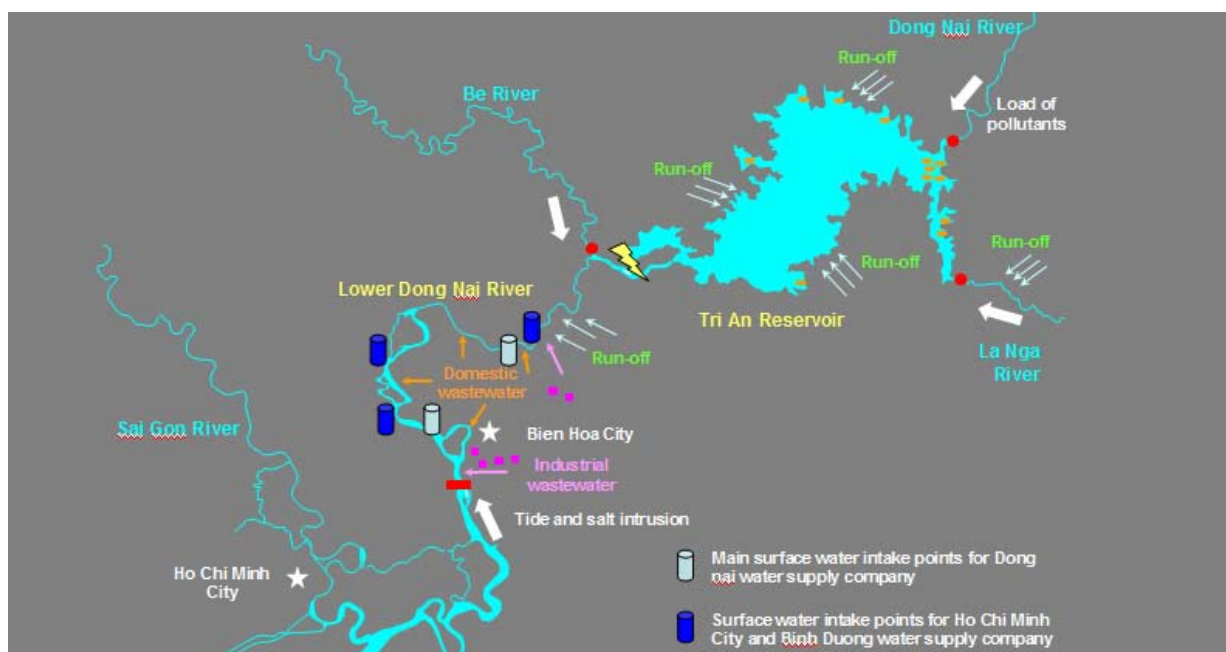 Dong Nai River
Run-off
Be River
Load of
pollutants
Run-off
Run-off
Run-off
Lower Dong Nai River
Tri An Reservoir
La Nga
River
Run-off
Domestic
wastewater
Sai Gon River
Bien Hoa City
Industrial
wastewater
Tide and salt intrusion
Ho Chi Minh
City
Main surface water intake points for Dong
nai water supply company
Surface water intake points for Ho Chi Minh
City and Binh Duong water supply company